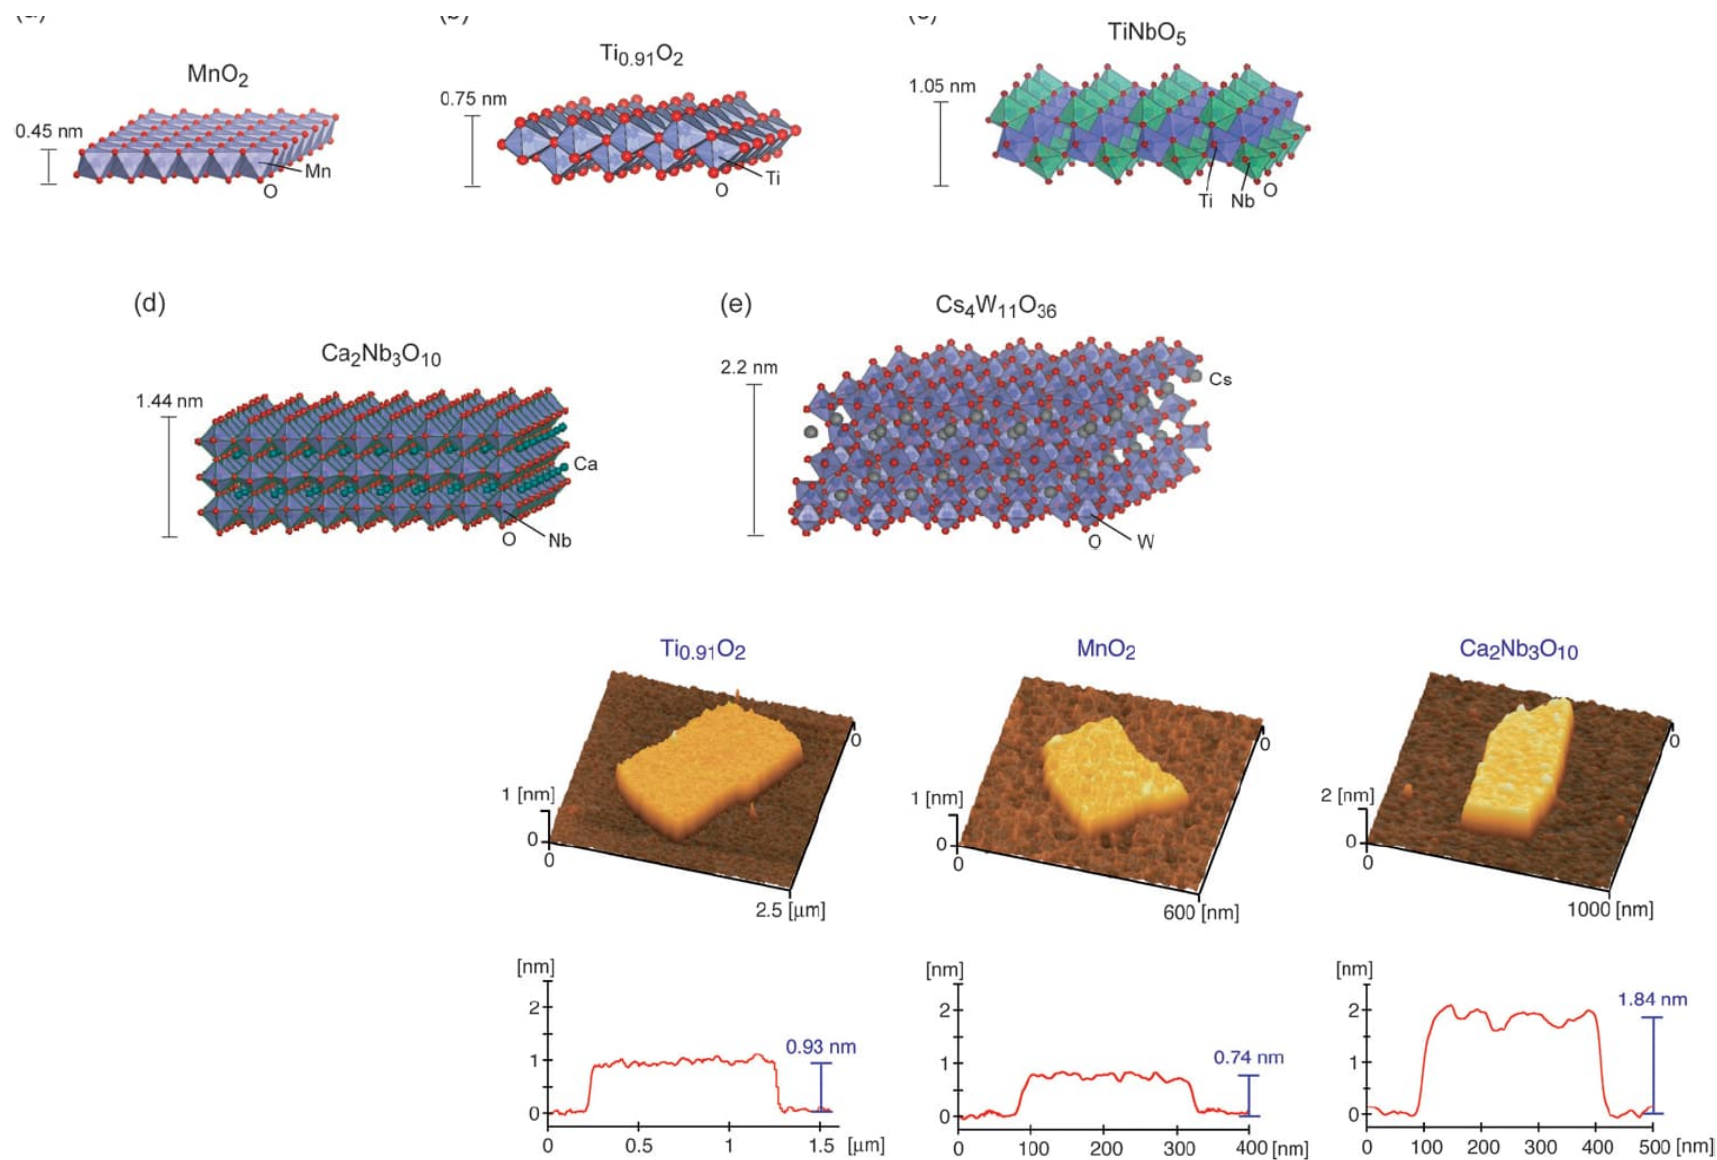 (a)
(b)
(c)
MnO2
Ti0.91O2
TiNbO5
0.45 nm
Mn
O
0.75 nm
Ti
O
1.05 nm
Ti
Nb
O
(d)
Ca2Nb3O10
1.44 nm
Ca
O
Nb
(e)
Cs4W11O36
2.2 nm
Cs
O
W
Ti0.91O2
MnO2
Ca2Nb3O10
1 [nm]
0
0
0
2.5 [μm]
1 [nm]
0
0
0
600 [nm]
2 [nm]
0
0
0
1000 [nm]
[nm]
2
1
0
0.93 nm
0
0.5
1
1.5
[μm]
[nm]
2
1
0
0.74 nm
0
100
200
300
400
[nm]
[nm]
2
1
0
1.84 nm
0
100
200
300
400
500 [nm]